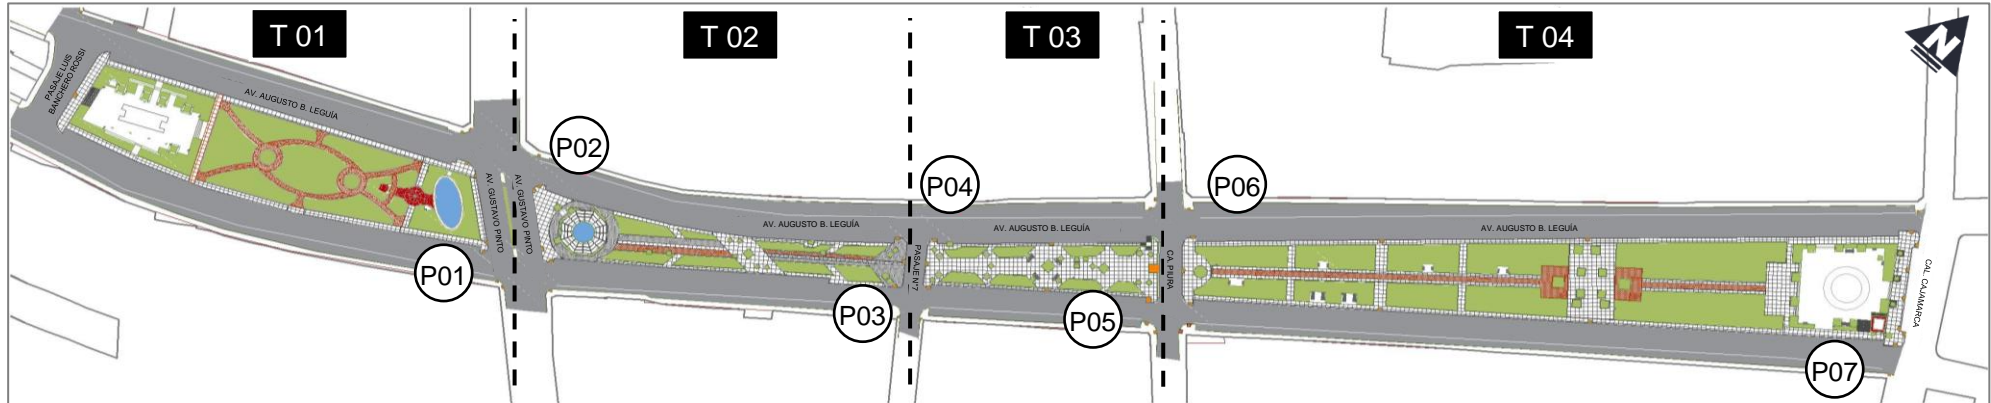 T 01
T 02
T 03
T 04
N
PASAJE LUIS
BANCHERO ROSSI
AV. AUGUSTO B. LEGUÍA
AV. GUSTAVO PINTO
AV. GUSTAVO PINTO
P01
P02
AV. AUGUSTO B. LEGUÍA
P03
PASAJE N°7
P04
AV. AUGUSTO B. LEGUÍA
P05
CA. PIURA
P06
AV. AUGUSTO B. LEGUÍA
CAL. CAJAMARCA
P07